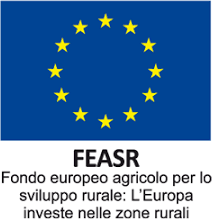 FEASR
Fondo europeo agricolo per lo
sviluppo rurale: L'Europa
investe nelle zone rurali